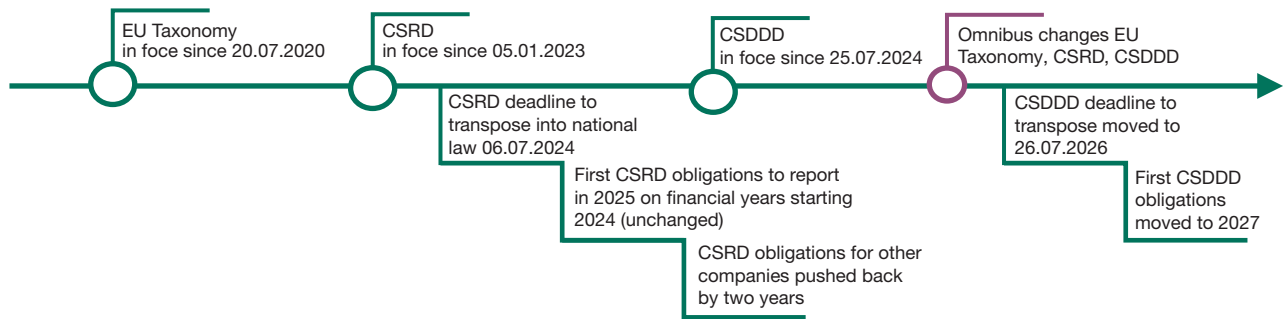 EU Taxonomy
in foce since 20.07.2020
CSRD
in foce since 05.01.2023
CSDDD
in foce since 25.07.2024
Omnibus changes EU
Taxonomy, CSRD, CSDDD
CSRD deadline to
transpose into national
law 06.07.2024
CSDDD deadline to
transpose moved to
26.07.2026
First CSRD obligations to report
in 2025 on financial years starting
2024 (unchanged)
First CSDDD
obligations
moved to 2027
CSRD obligations for other
companies pushed back
by two years